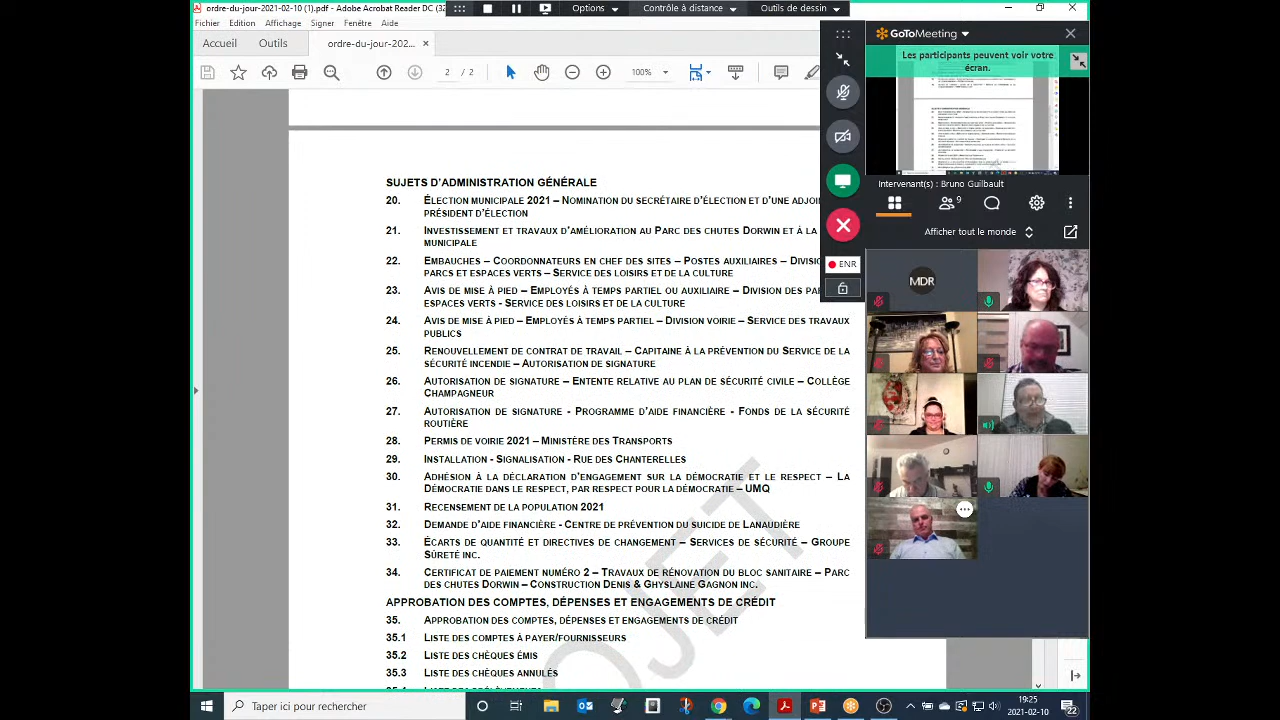 ordre-du-jour-2021-02-10 (1).pdf - Adobe Acrobat Reader DC (32
Options
Contrôle à distance
Outils de dessin
Fichier Edition Affichage Signer Fenêtre Aide
GoToMeeting
Accueil
Outils
ordre-du-jour-202...
Les participants peuvent voir votre
écran.
2 / 2
100%
SUJETS D'ADMINISTRATION GÉNÉRALE
20. ÉLECTION MUNICIPALE 2021 – NOMINATION DU SECRÉTAIRE D'ÉLECTION ET D'UNE ADJOIN
PRÉSIDENT D'ÉLECTION
21. INVESTISSEMENT ET TRAVAUX D'AMÉLIORATION AU PARC DES CHUTES DORWIN ET À LA
MUNICIPALE
22. EMBAUCHES – COORDONNATEURS EN CHEF DES SITES – POSTES AUXILIAIRES – DIVIS
PARCS ET ESPACES VERTS – SERVICE DES LOISIRS ET DE LA CULTURE
23. AVIS DE MISE À PIED – EMPLOYÉS À TEMPS PARTIEL OU AUXILIAIRE – DIVISION DES PA
ESPACES VERTS - SERVICE DES LOISIRS ET DE LA CULTURE
24. AVIS DE MISE À PIED – EMPLOYÉS À TEMPS PARTIEL – DIVISION VOIRIE – SERVICE DES TRAVAUX
PUBLICS
25. RENOUVELLEMENT DE CONTRAT DE TRAVAIL – CAPITAINE À LA PRÉVENTION DU SERVICE DE LA
SÉCURITÉ INCENDIE – AUTORISATION DE SIGNATURE
26. AUTORISATION DE SIGNATURE – ENTENTE RELATIVE AU PLAN DE SÉCURITÉ CIVILE – COLLÈGE
CHAMPAGNEUR
27. AUTORISATION DE SIGNATURE - PROGRAMME D'AIDE FINANCIÈRE - FONDS DE LA SÉCURITÉ
ROUTIÈRE
28. PERMIS DE VOIRIE 2021 – MINISTÈRE DES TRANSPORTS
29. INSTALLATION - SIGNALISATION - RUE DES CHANTERELLES
30. ADHÉSION À LA DÉCLARATION D'ENGAGEMENT SUR LA DÉMOCRATIE ET LE RESPECT – LA
DÉMOCRATIE DANS LE RESPECT, PAR RESPECT POUR LA DÉMOCRATIE – UMQ
31. RECENSEMENT DE LA POPULATION 2021
32. DEMANDE D'AIDE FINANCIÈRE - CENTRE DE PRÉVENTION DU SUICIDE DE LANAUDIÈRE
33. ÉCARTS DE QUANTITÉ ET DIRECTIVES DE CHANGEMENT – SERVICES DE SÉCURITÉ – GROUPE
SÛRETÉ INC.
34. CERTIFICAT DE PAIEMENT NUMÉRO 2 – TRAVAUX DE RÉNOVATION DU BLOC SANITAIRE – PARC
DES CHUTES DORWIN – CONSTRUCTION DENIS & GHYSLAINE GAGNON INC.
APPROBATION DES COMPTES, DÉPENSES ET ENGAGEMENTS DE CRÉDIT
35. APPROBATION DES COMPTES, DÉPENSES ET ENGAGEMENTS DE CRÉDIT
35.1 LISTE DES COMPTES À PAYER/FOURNISSEURS
35.2 LISTE DES CHÈQUES ÉMIS
35.3 LISTE DES CHÈQUES ANNULÉS
OJET
Intervenant(s) : Bruno Guilbault
9
Afficher tout le monde
ENR
MDR
Taper ici pour rechercher
19:25
2021-02-10
22